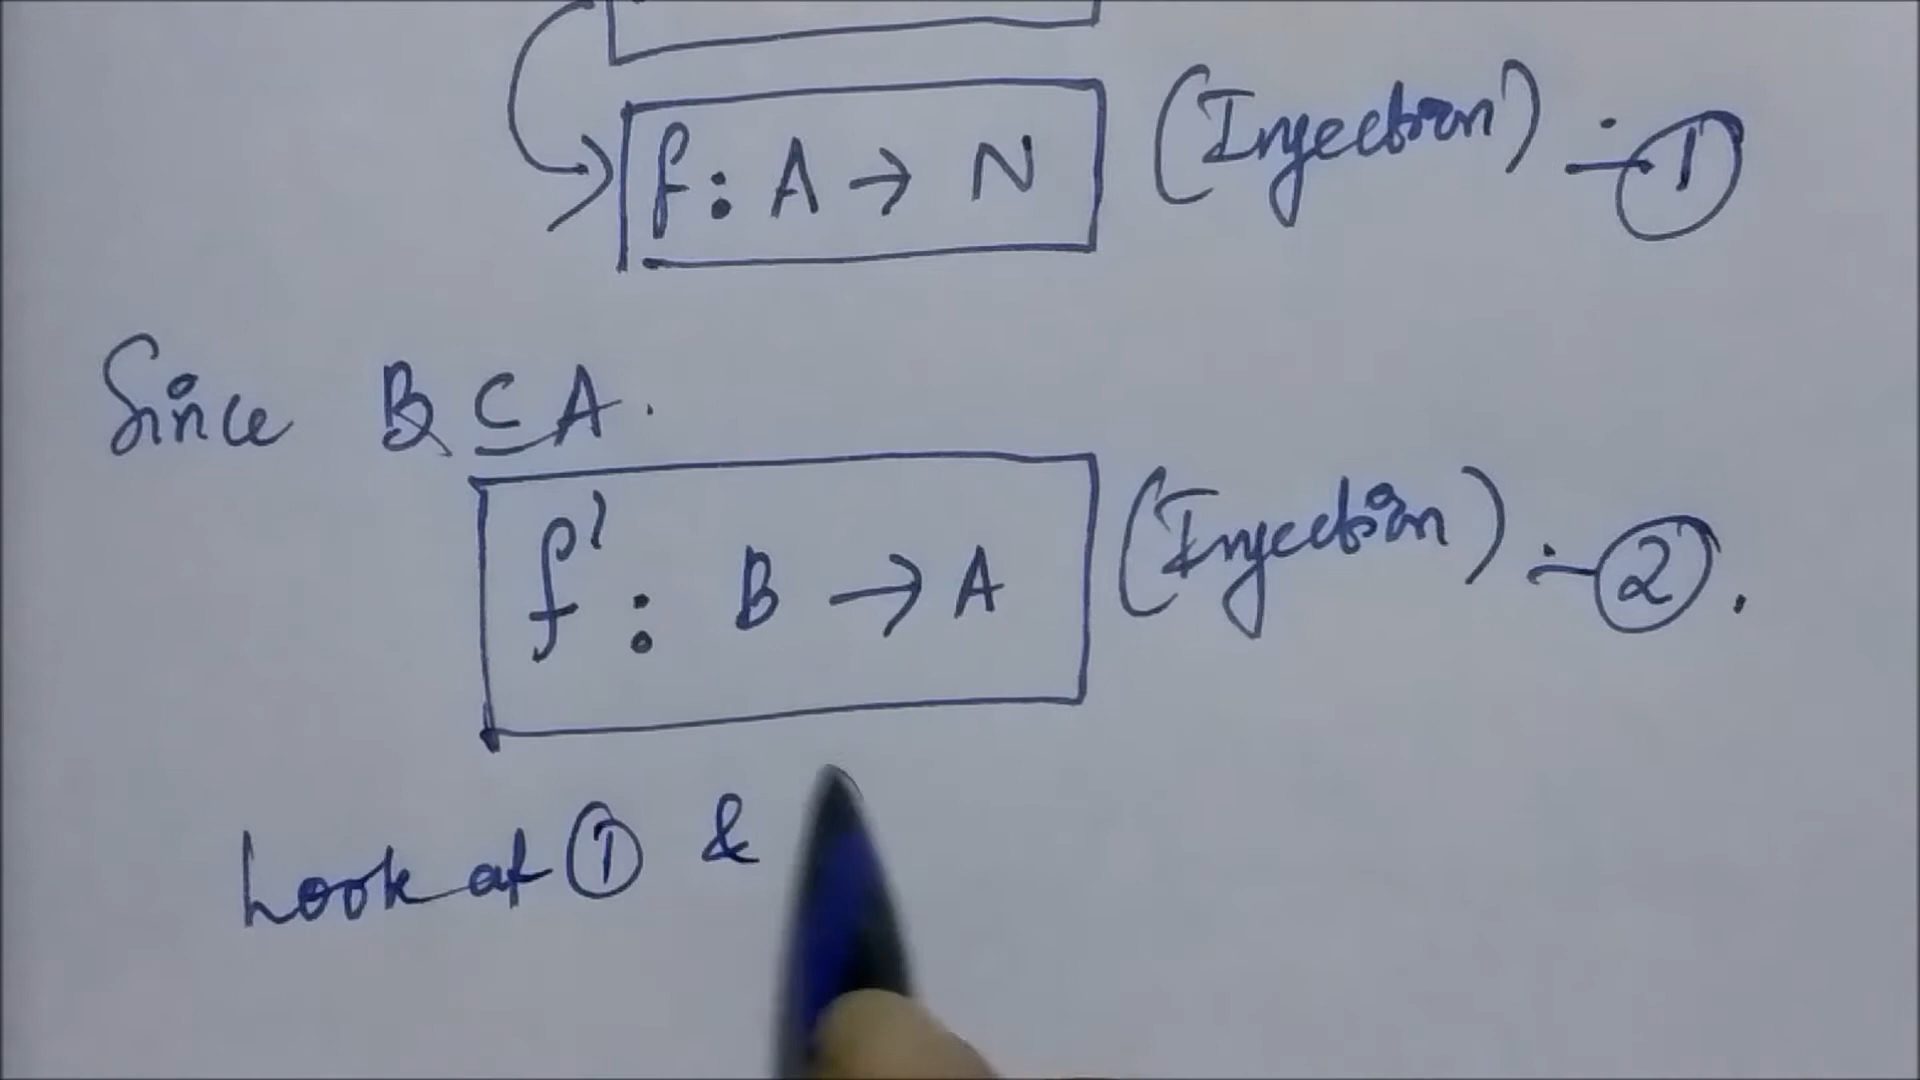 f: A → N (Injection) -①
Since B ⊆ A.
f': B → A (Injection) -②.
Look at ① &